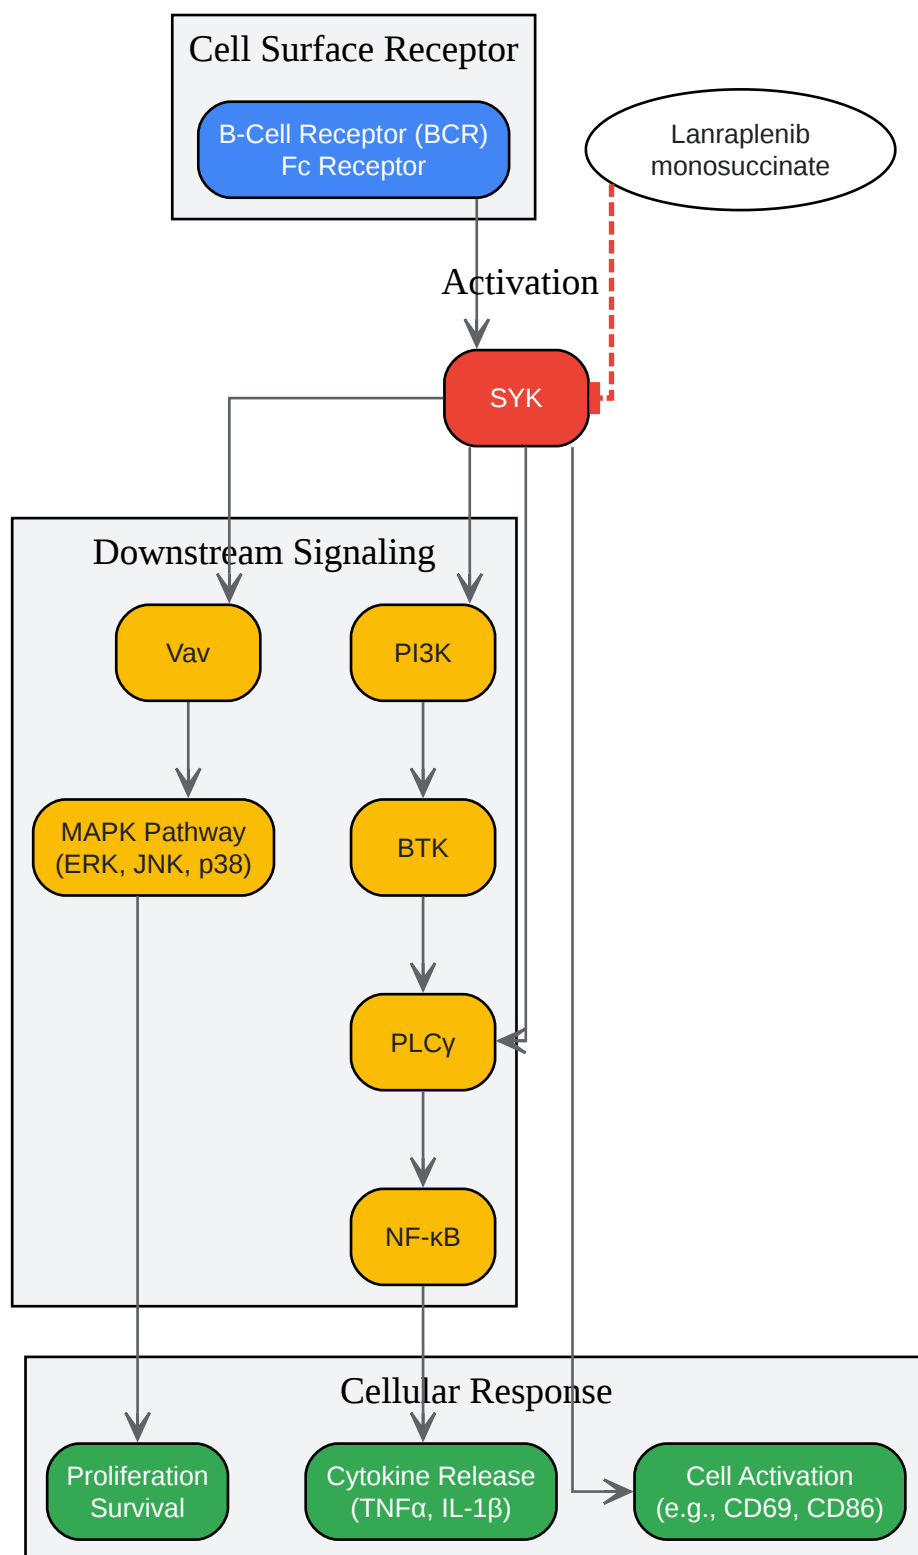 Cell Surface Receptor
B-Cell Receptor (BCR)
Fc Receptor
Lanraplenib
monosuccinate
Activation
SYK
Downstream Signaling
Vav
PI3K
MAPK Pathway
(ERK, JNK, p38)
BTK
PLCγ
NF-κB
Cellular Response
Proliferation
Survival
Cytokine Release
(TNFα, IL-1β)
Cell Activation
(e.g., CD69, CD86)